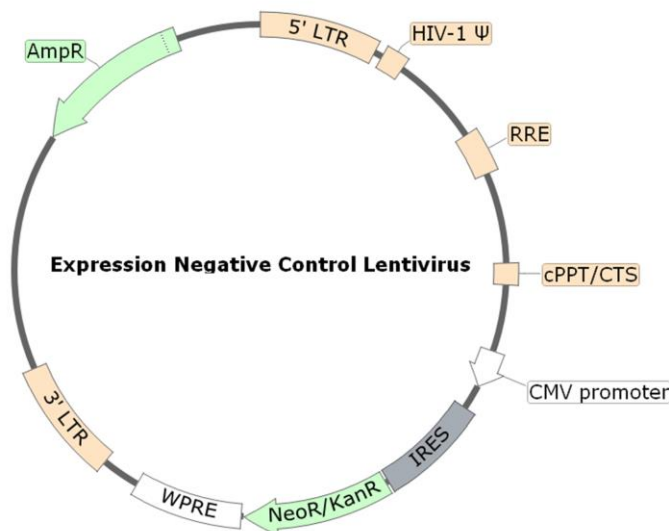 AmpR
5' LTR
HIV-1 Ψ
RRE
Expression Negative Control Lentivirus
cPPT/CTS
CMV promoter
IRES
NeoR/KanR
WPRE
3' LTR